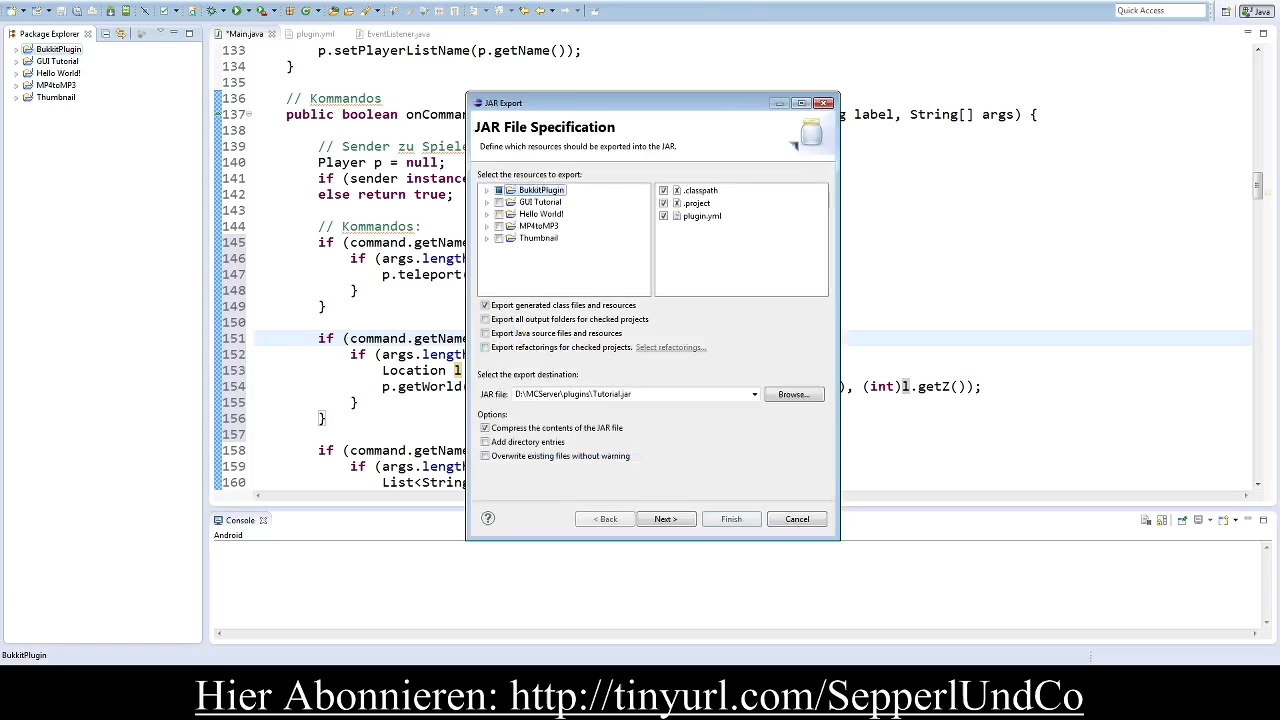 Quick Access
Java
Package Explorer
BukkitPlugin
GUI Tutorial
Hello World!
MP4toMP3
Thumbnail
*Main.java
plugin.yml
EventListener.java
133 p.setPlayerListName(p.getName());
134 }
135
136 // Kommandos
137 public boolean onComma
g label, String[] args) {
138
139 // Sender zu Spiele
140 Player p = null;
141 if (sender instanc
142 else return true;
143
144 // Kommandos:
145 if (command.getName
146 if (args.length
147 p.teleport(
148 }
149 }
150
151 if (command.getName
152 if (args.length
153 Location l
154 p.getWorld(
), (int)l.getZ());
155 }
156 }
157
158 if (command.getName
159 if (args.length
160 List<String
JAR Export
JAR File Specification
Define which resources should be exported into the JAR.
Select the resources to export:
BukkitPlugin
GUI Tutorial
Hello World!
MP4toMP3
Thumbnail
.classpath
.project
plugin.yml
Export generated class files and resources
Export all output folders for checked projects
Export Java source files and resources
Export refactorings for checked projects. Select refactorings...
Select the export destination:
JAR file: D:\MCServer\plugins\Tutorial.jar
Browse...
Options:
Compress the contents of the JAR file
Add directory entries
Overwrite existing files without warning
< Back
Next >
Finish
Cancel
Console
Android
BukkitPlugin
Hier Abonnieren: http://tinyurl.com/SepperlUndCo